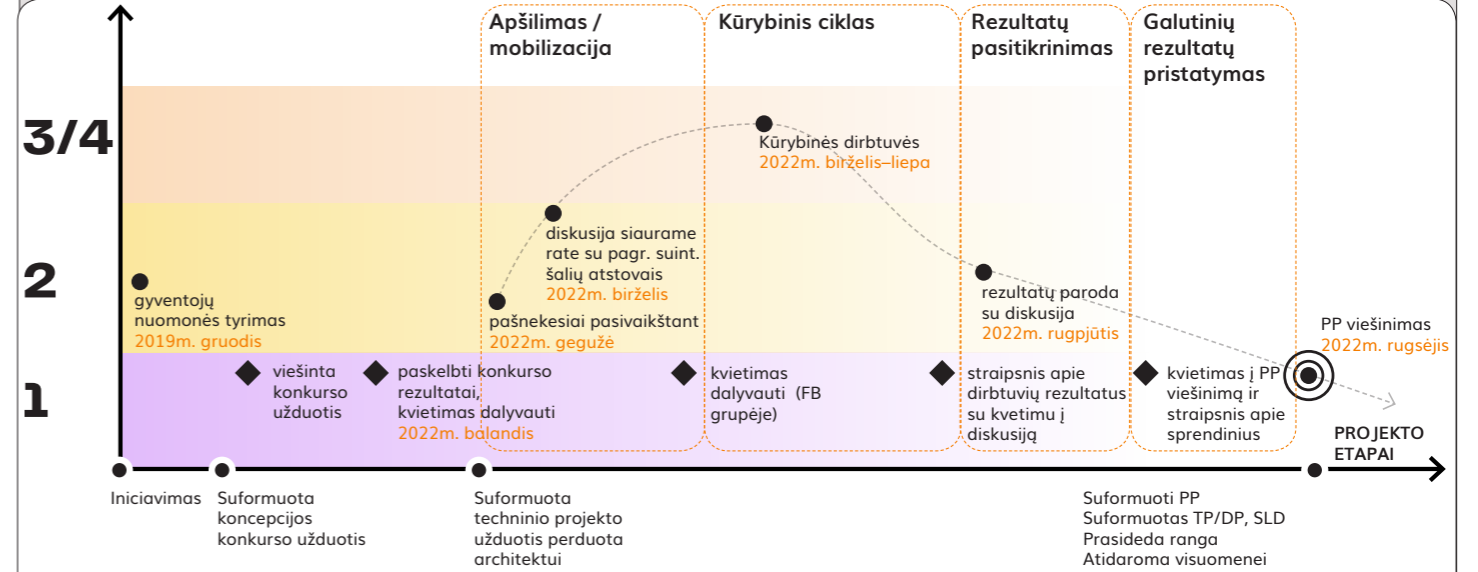 Apšilimas /
mobilizacija
Kūrybinis ciklas
Rezultatų
pasitikrinimas
Galutinių
rezultatų
pristatymas
3/4
Kūrybinės dirbtuvės
2022m. birželis–liepa
2
diskusija siaurame
rate su pagr. suint.
šalių atstovais
2022m. birželis
gyventojų
nuomonės tyrimas
2019m. gruodis
pašnekesiai pasivaikštant
2022m. gegužė
rezultatų paroda
su diskusija
2022m. rugpjūtis
PP viešinimas
2022m. rugsėjis
1
viešinta
konkurso
užduotis
paskelbti konkurso
rezultatai,
kvietimas dalyvauti
2022m. balandis
kvietimas
dalyvauti (FB
grupėje)
straipsnis apie
dirbtuvių rezultatus
su kvetimu į
diskusiją
kvietimas į PP
viešinimą ir
straipsnis apie
sprendinius
PROJEKTO
ETAPAI
Iniciavimas
Suformuota
koncepcijos
konkurso užduotis
Suformuota
techninio projekto
užduotis perduota
architektui
Suformuoti PP
Suformuotas TP/DP, SLD
Prasideda ranga
Atidaroma visuomenei